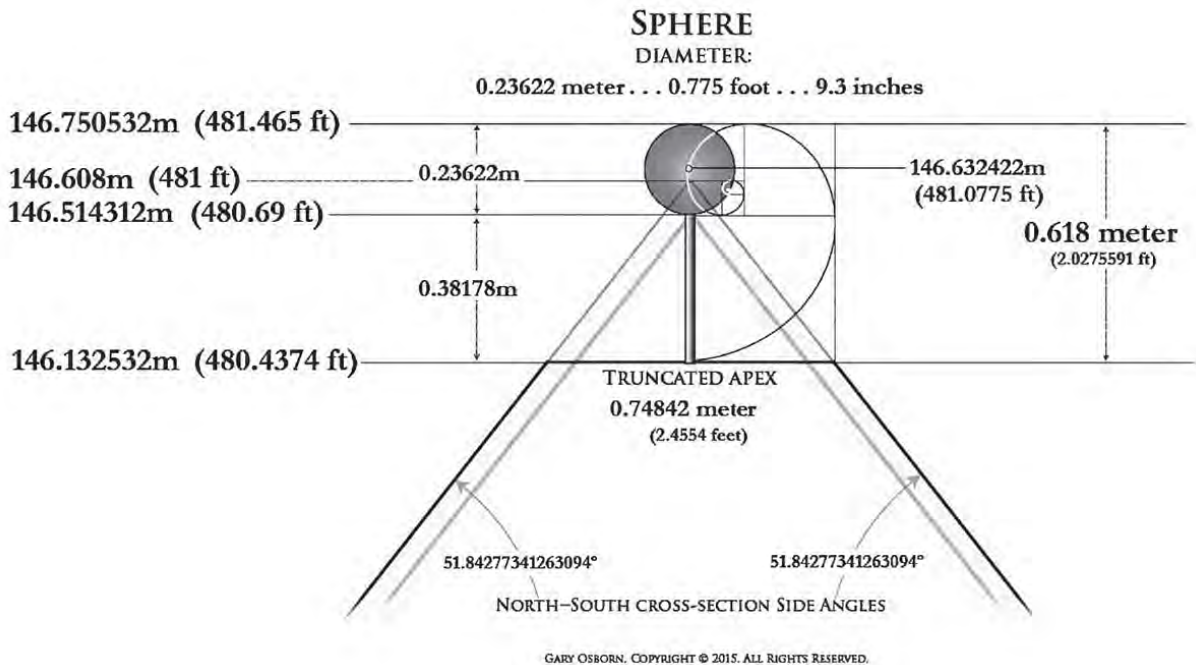 SPHERE
DIAMETER:
0.23622 meter . . . 0.775 foot . . . 9.3 inches
146.750532m (481.465 ft)
146.608m (481 ft)
0.23622m
146.632422m
(481.0775 ft)
146.514312m (480.69 ft)
0.618 meter
(2.0275591 ft)
0.38178m
146.132532m (480.4374 ft)
TRUNCATED APEX
0.74842 meter
(2.4554 feet)
51.84277341263094°
51.84277341263094°
NORTH–SOUTH CROSS-SECTION SIDE ANGLES
GARY OSBORN. COPYRIGHT © 2015. ALL RIGHTS RESERVED.